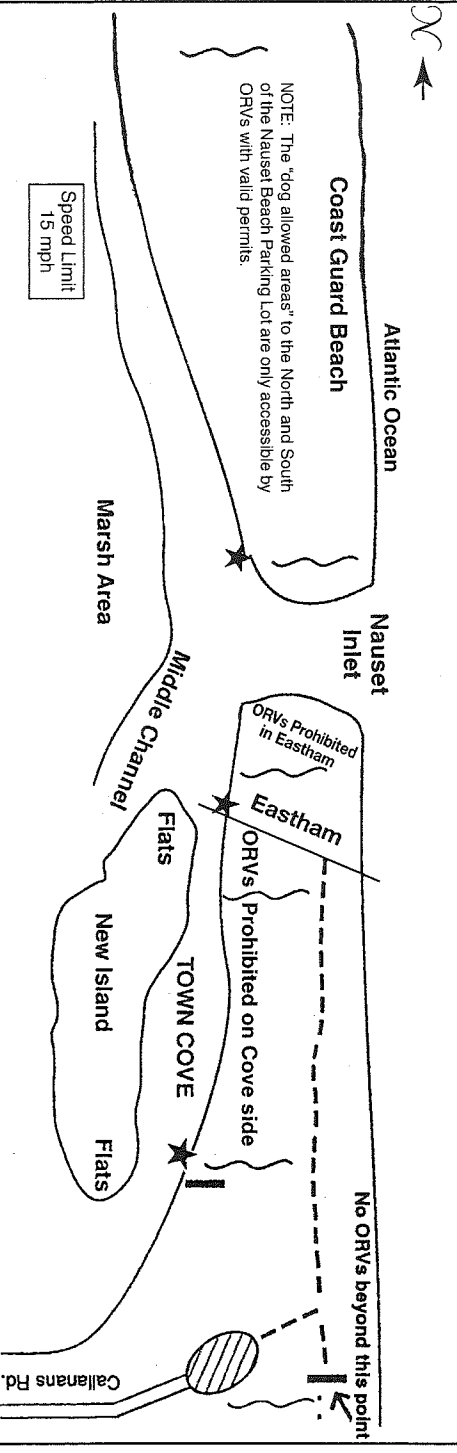 N
Atlantic Ocean
Coast Guard Beach
NOTE: The "dog allowed areas" to the North and South
of the Nauset Beach Parking Lot are only accessible by
ORVs with valid permits.
Speed Limit
15 mph
Marsh Area
Nauset
Inlet
Middle Channel
ORVs Prohibited
in Eastham
Eastham
ORVs Prohibited on Cove side
Flats
New Island
Flats
TOWN COVE
No ORVs beyond this point
Callanans Rd.